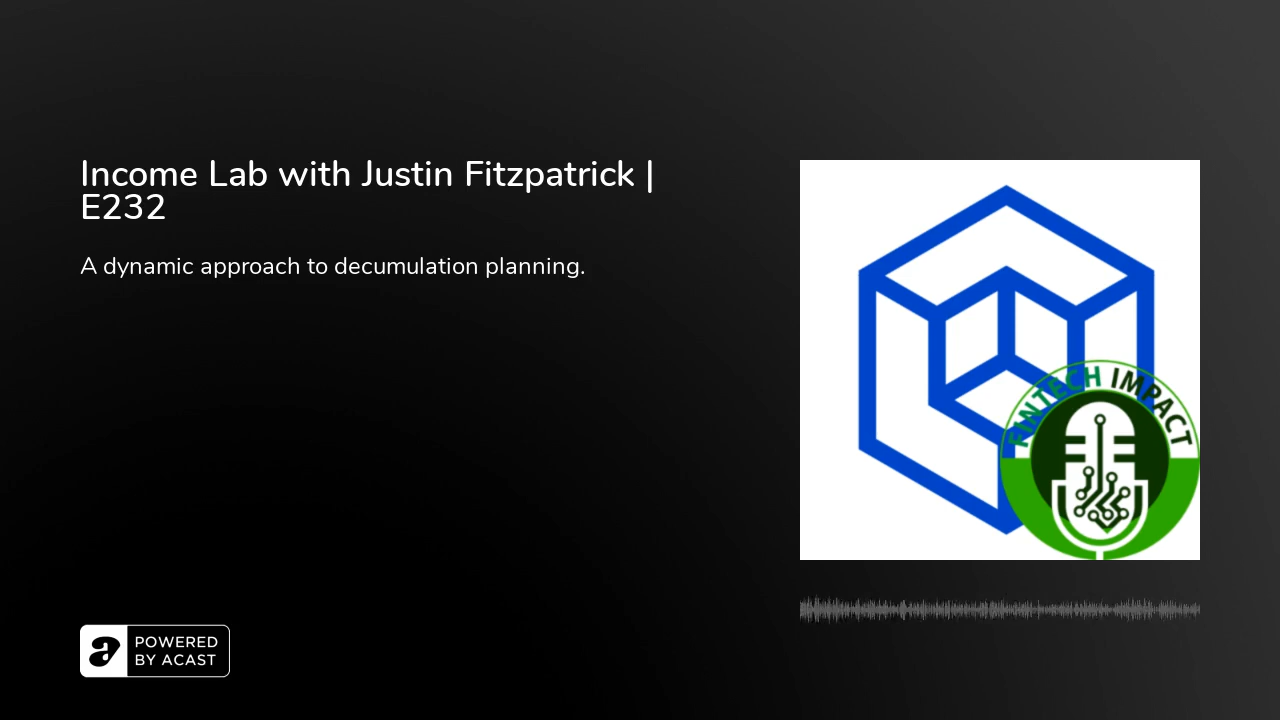 Income Lab with Justin Fitzpatrick |
E232
A dynamic approach to decumulation planning.
FINTECH IMPACT
a POWERED
BY ACAST